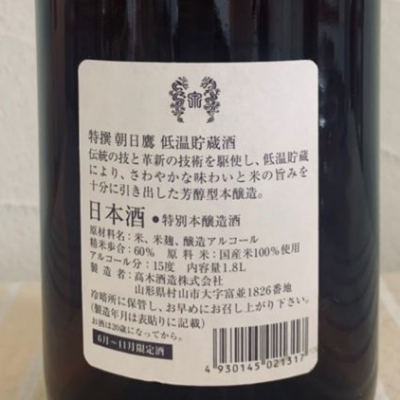 特撰 朝日鷹 低温貯蔵酒
伝統の技と革新の技術を駆使し、低温貯蔵
により、さわやかな味わいと米の旨みを
十分に引き出した芳醇型本醸造。
日本酒 ●特別本醸造酒
原材料名：米、米麹、醸造アルコール
精米歩合：60% 原料米：国産米100%使用
アルコール分：15度 内容量1.8L
製造者：高木酒造株式会社
山形県村山市大字富並1826番地
冷暗所に保管し、お早めにお召し上がり下さい。
(製造年月は表貼りに記載)
お酒は20歳になってから。
6月〜11月限定酒
4 930145 021317